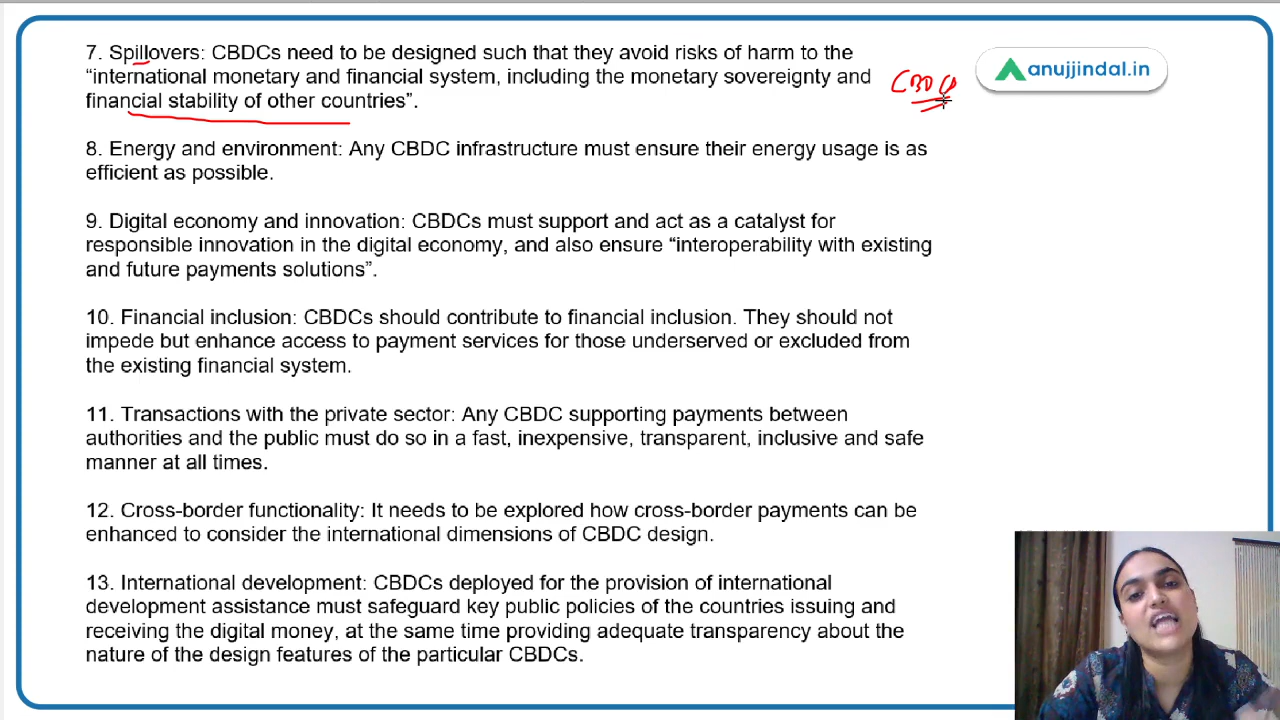 7. Spillovers: CBDCs need to be designed such that they avoid risks of harm to the
“international monetary and financial system, including the monetary sovereignty and
financial stability of other countries”.
CBDC
anujjindal.in
8. Energy and environment: Any CBDC infrastructure must ensure their energy usage is as
efficient as possible.
9. Digital economy and innovation: CBDCs must support and act as a catalyst for
responsible innovation in the digital economy, and also ensure “interoperability with existing
and future payments solutions”.
10. Financial inclusion: CBDCs should contribute to financial inclusion. They should not
impede but enhance access to payment services for those underserved or excluded from
the existing financial system.
11. Transactions with the private sector: Any CBDC supporting payments between
authorities and the public must do so in a fast, inexpensive, transparent, inclusive and safe
manner at all times.
12. Cross-border functionality: It needs to be explored how cross-border payments can be
enhanced to consider the international dimensions of CBDC design.
13. International development: CBDCs deployed for the provision of international
development assistance must safeguard key public policies of the countries issuing and
receiving the digital money, at the same time providing adequate transparency about the
nature of the design features of the particular CBDCs.